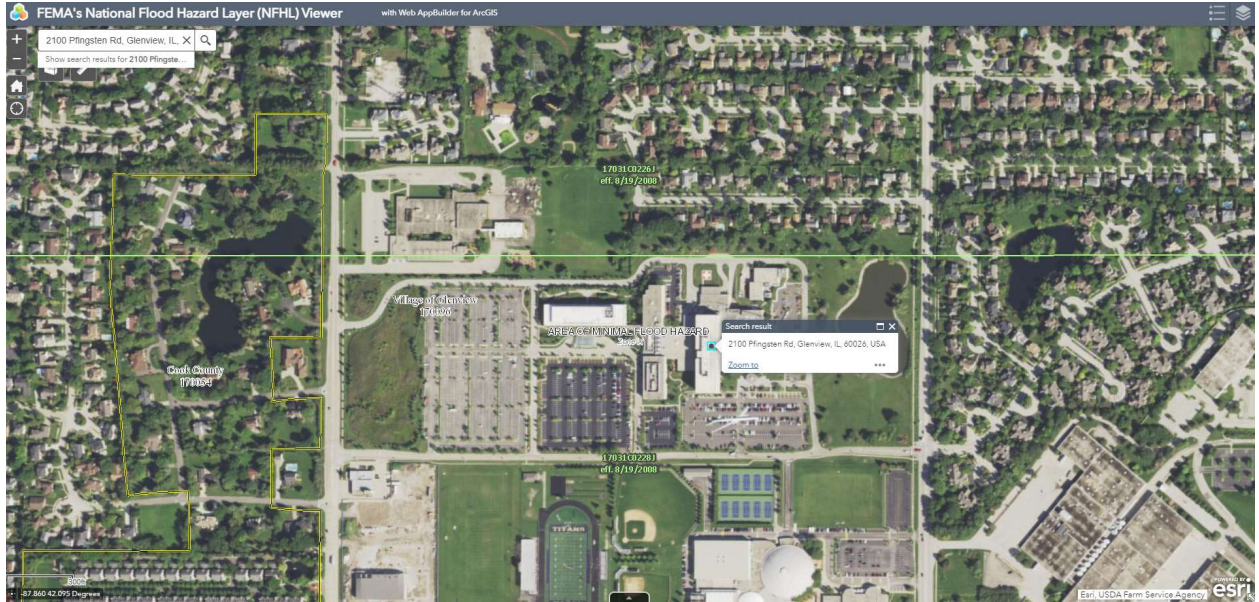 FEMA's National Flood Hazard Layer (NFHL) Viewer
with Web AppBuilder for ArcGIS
2100 Pfingsten Rd, Glenview, IL,
Show search results for 2100 Pfingste...
17031C0226J
eff. 8/19/2008
Village of Glenview
170096
AREA OF MINIMAL FLOOD HAZARD
Zone X
Search result
2100 Pfingsten Rd, Glenview, IL, 60026, USA
Zoom to
Cook County
170054
17031C0228J
eff. 8/19/2008
TITANS
300ft
-87.860 42.095 Degrees
Esri, USDA Farm Service Agency
POWERED BY
esri